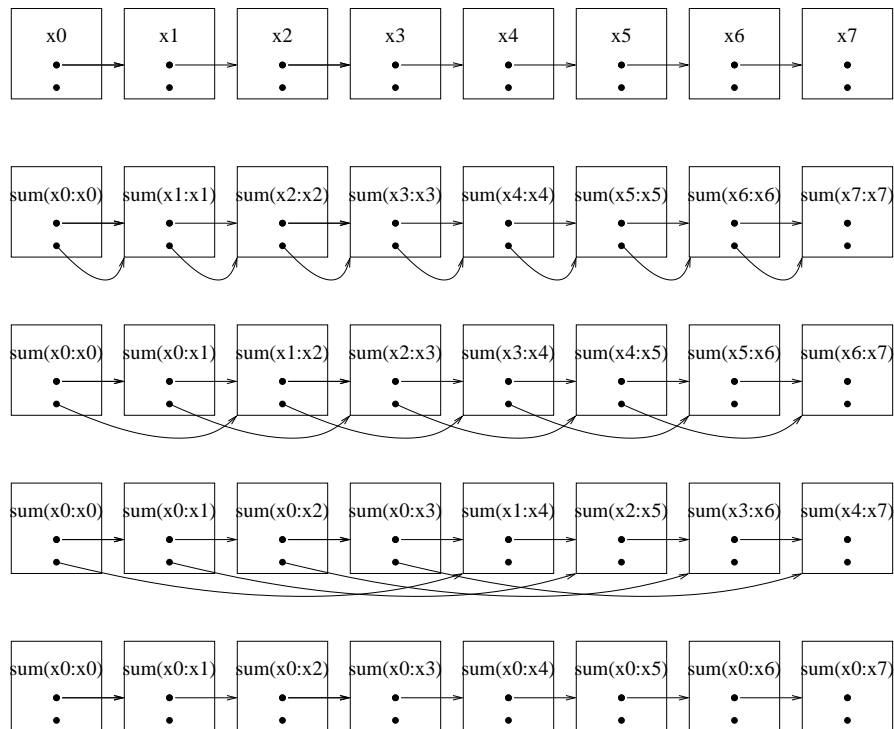 x0 x1 x2 x3 x4 x5 x6 x7
sum(x0:x0) sum(x1:x1) sum(x2:x2) sum(x3:x3) sum(x4:x4) sum(x5:x5) sum(x6:x6) sum(x7:x7)
sum(x0:x0) sum(x0:x1) sum(x1:x2) sum(x2:x3) sum(x3:x4) sum(x4:x5) sum(x5:x6) sum(x6:x7)
sum(x0:x0) sum(x0:x1) sum(x0:x2) sum(x0:x3) sum(x1:x4) sum(x2:x5) sum(x3:x6) sum(x4:x7)
sum(x0:x0) sum(x0:x1) sum(x0:x2) sum(x0:x3) sum(x0:x4) sum(x0:x5) sum(x0:x6) sum(x0:x7)